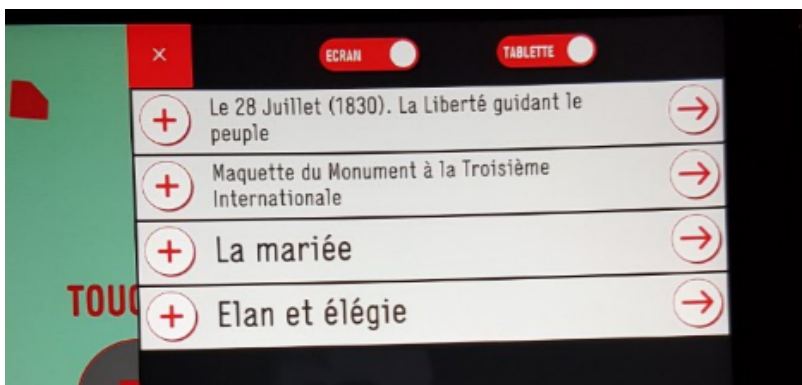 ×
ECRAN
TABLETTE
Le 28 Juillet (1830). La Liberté guidant le
peuple
Maquette du Monument à la Troisième
Internationale
La mariée
Elan et élégie
TOUC